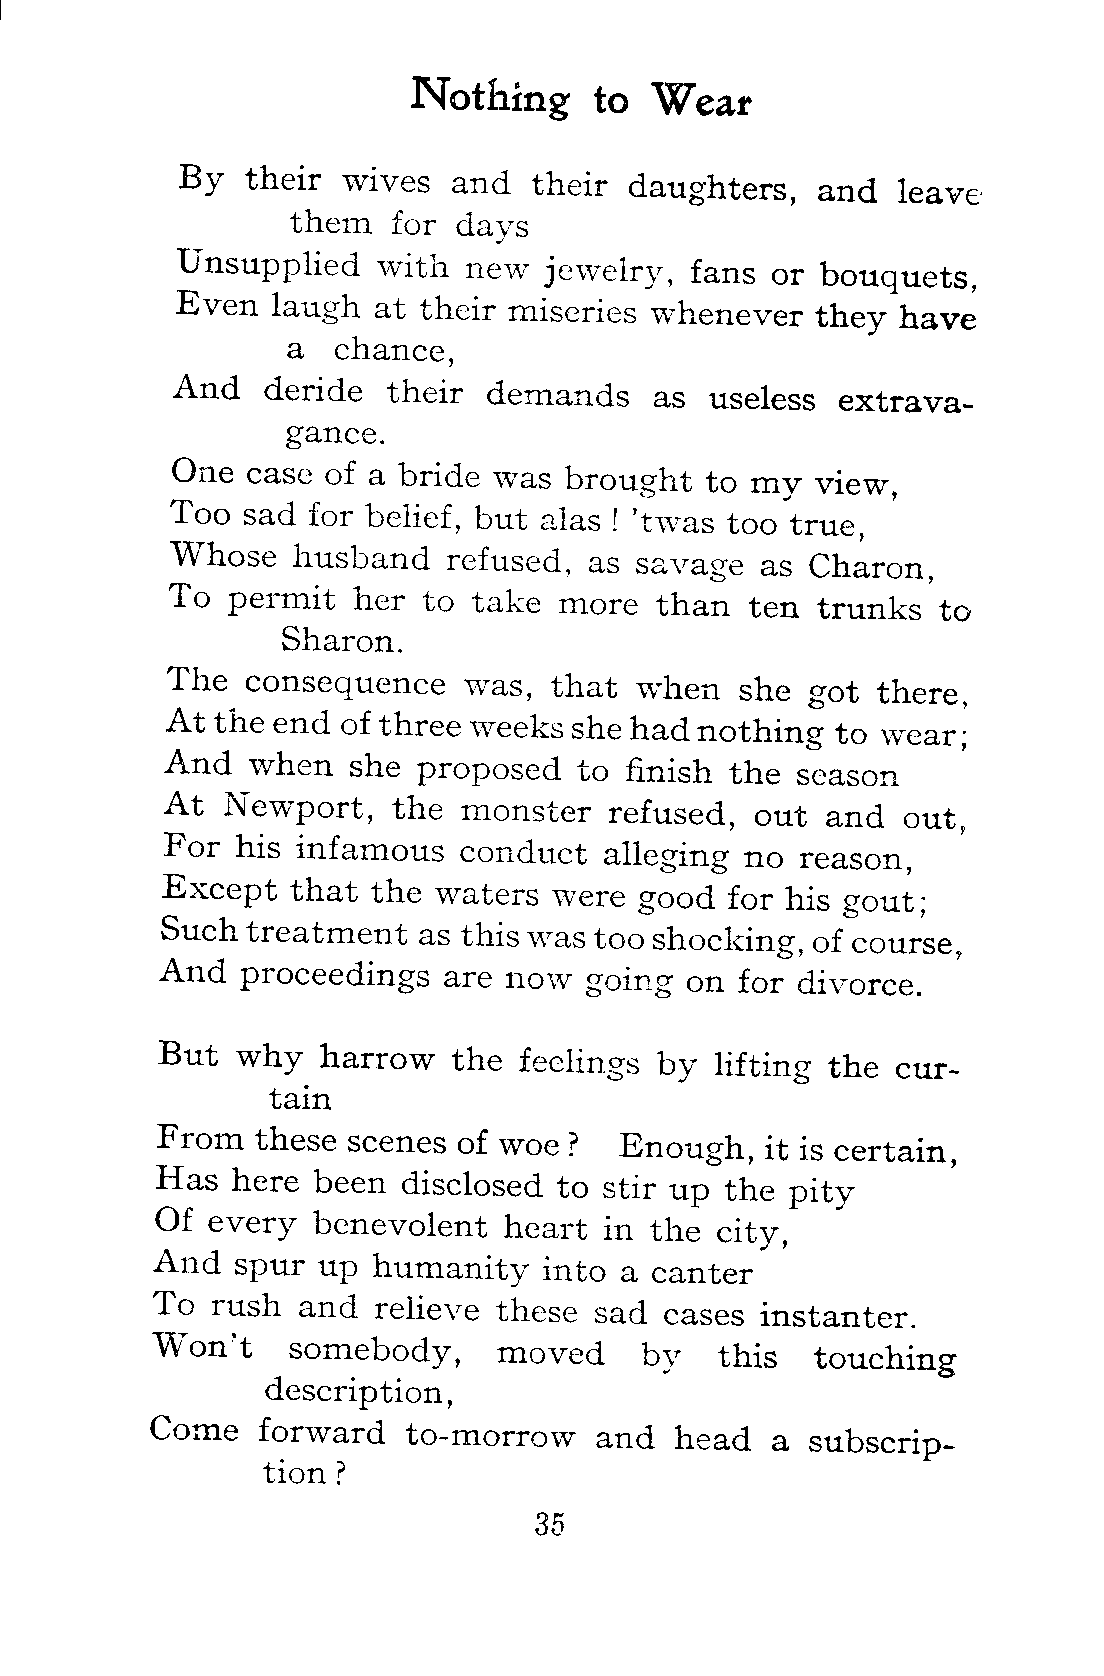 Nothing to Wear
By their wives and their daughters, and leave
them for days
Unsupplied with new jewelry, fans or bouquets,
Even laugh at their miseries whenever they have
a chance,
And deride their demands as useless extrava-
gance.
One case of a bride was brought to my view,
Too sad for belief, but alas ! 'twas too true,
Whose husband refused, as savage as Charon,
To permit her to take more than ten trunks to
Sharon.
The consequence was, that when she got there,
At the end of three weeks she had nothing to wear;
And when she proposed to finish the season
At Newport, the monster refused, out and out,
For his infamous conduct alleging no reason,
Except that the waters were good for his gout;
Such treatment as this was too shocking, of course,
And proceedings are now going on for divorce.
But why harrow the feelings by lifting the cur-
tain
From these scenes of woe ? Enough, it is certain,
Has here been disclosed to stir up the pity
Of every benevolent heart in the city,
And spur up humanity into a canter
To rush and relieve these sad cases instanter.
Won't somebody, moved by this touching
description,
Come forward to-morrow and head a subscrip-
tion ?
35